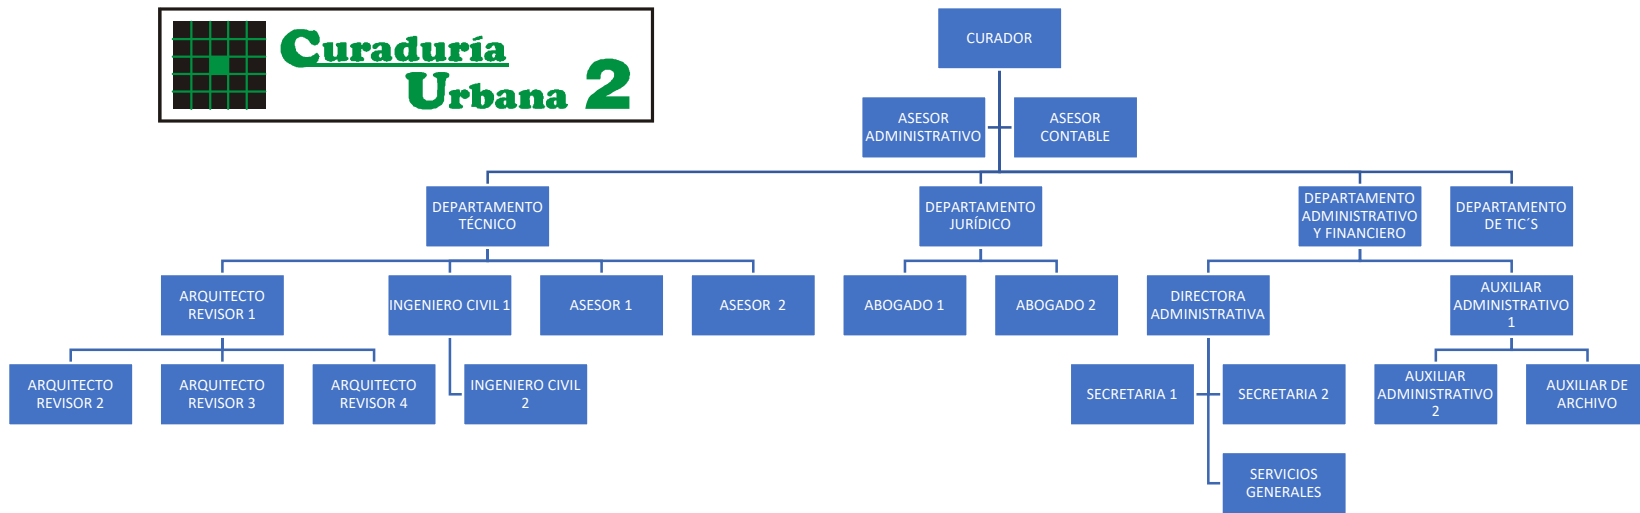 Curaduría
Urbana 2
CURADOR
ASESOR
ADMINISTRATIVO
ASESOR
CONTABLE
DEPARTAMENTO
TÉCNICO
DEPARTAMENTO
JURÍDICO
DEPARTAMENTO
ADMINISTRATIVO
Y FINANCIERO
DEPARTAMENTO
DE TIC´S
ARQUITECTO
REVISOR 1
INGENIERO CIVIL 1
ASESOR 1
ASESOR  2
ABOGADO 1
ABOGADO 2
DIRECTORA
ADMINISTRATIVA
AUXILIAR
ADMINISTRATIVO
1
ARQUITECTO
REVISOR 2
ARQUITECTO
REVISOR 3
ARQUITECTO
REVISOR 4
INGENIERO CIVIL
2
SECRETARIA 1
SECRETARIA 2
AUXILIAR
ADMINISTRATIVO
2
AUXILIAR DE
ARCHIVO
SERVICIOS
GENERALES